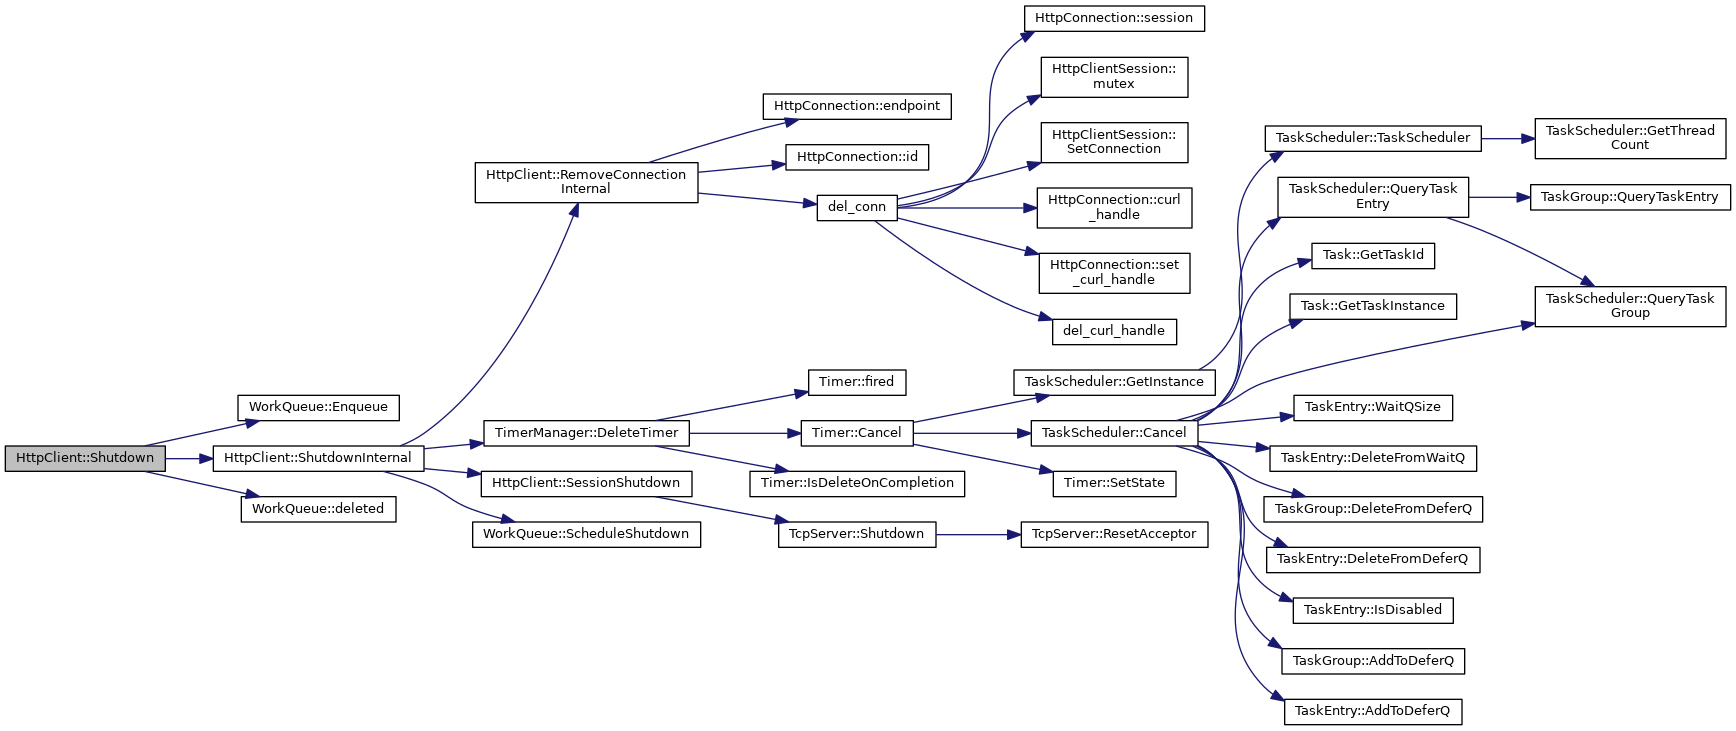 HttpClient::Shutdown
WorkQueue::Enqueue
HttpClient::ShutdownInternal
WorkQueue::deleted
HttpClient::RemoveConnection
Internal
TimerManager::DeleteTimer
HttpClient::SessionShutdown
WorkQueue::ScheduleShutdown
HttpConnection::endpoint
HttpConnection::id
del_conn
Timer::fired
Timer::Cancel
Timer::IsDeleteOnCompletion
TcpServer::Shutdown
HttpConnection::session
HttpClientSession::
mutex
HttpClientSession::
SetConnection
HttpConnection::curl
_handle
HttpConnection::set
_curl_handle
del_curl_handle
TaskScheduler::GetInstance
TaskScheduler::Cancel
Timer::SetState
TcpServer::ResetAcceptor
TaskScheduler::TaskScheduler
TaskScheduler::QueryTask
Entry
Task::GetTaskId
Task::GetTaskInstance
TaskEntry::WaitQSize
TaskEntry::DeleteFromWaitQ
TaskGroup::DeleteFromDeferQ
TaskEntry::DeleteFromDeferQ
TaskEntry::IsDisabled
TaskGroup::AddToDeferQ
TaskEntry::AddToDeferQ
TaskScheduler::GetThread
Count
TaskGroup::QueryTaskEntry
TaskScheduler::QueryTask
Group